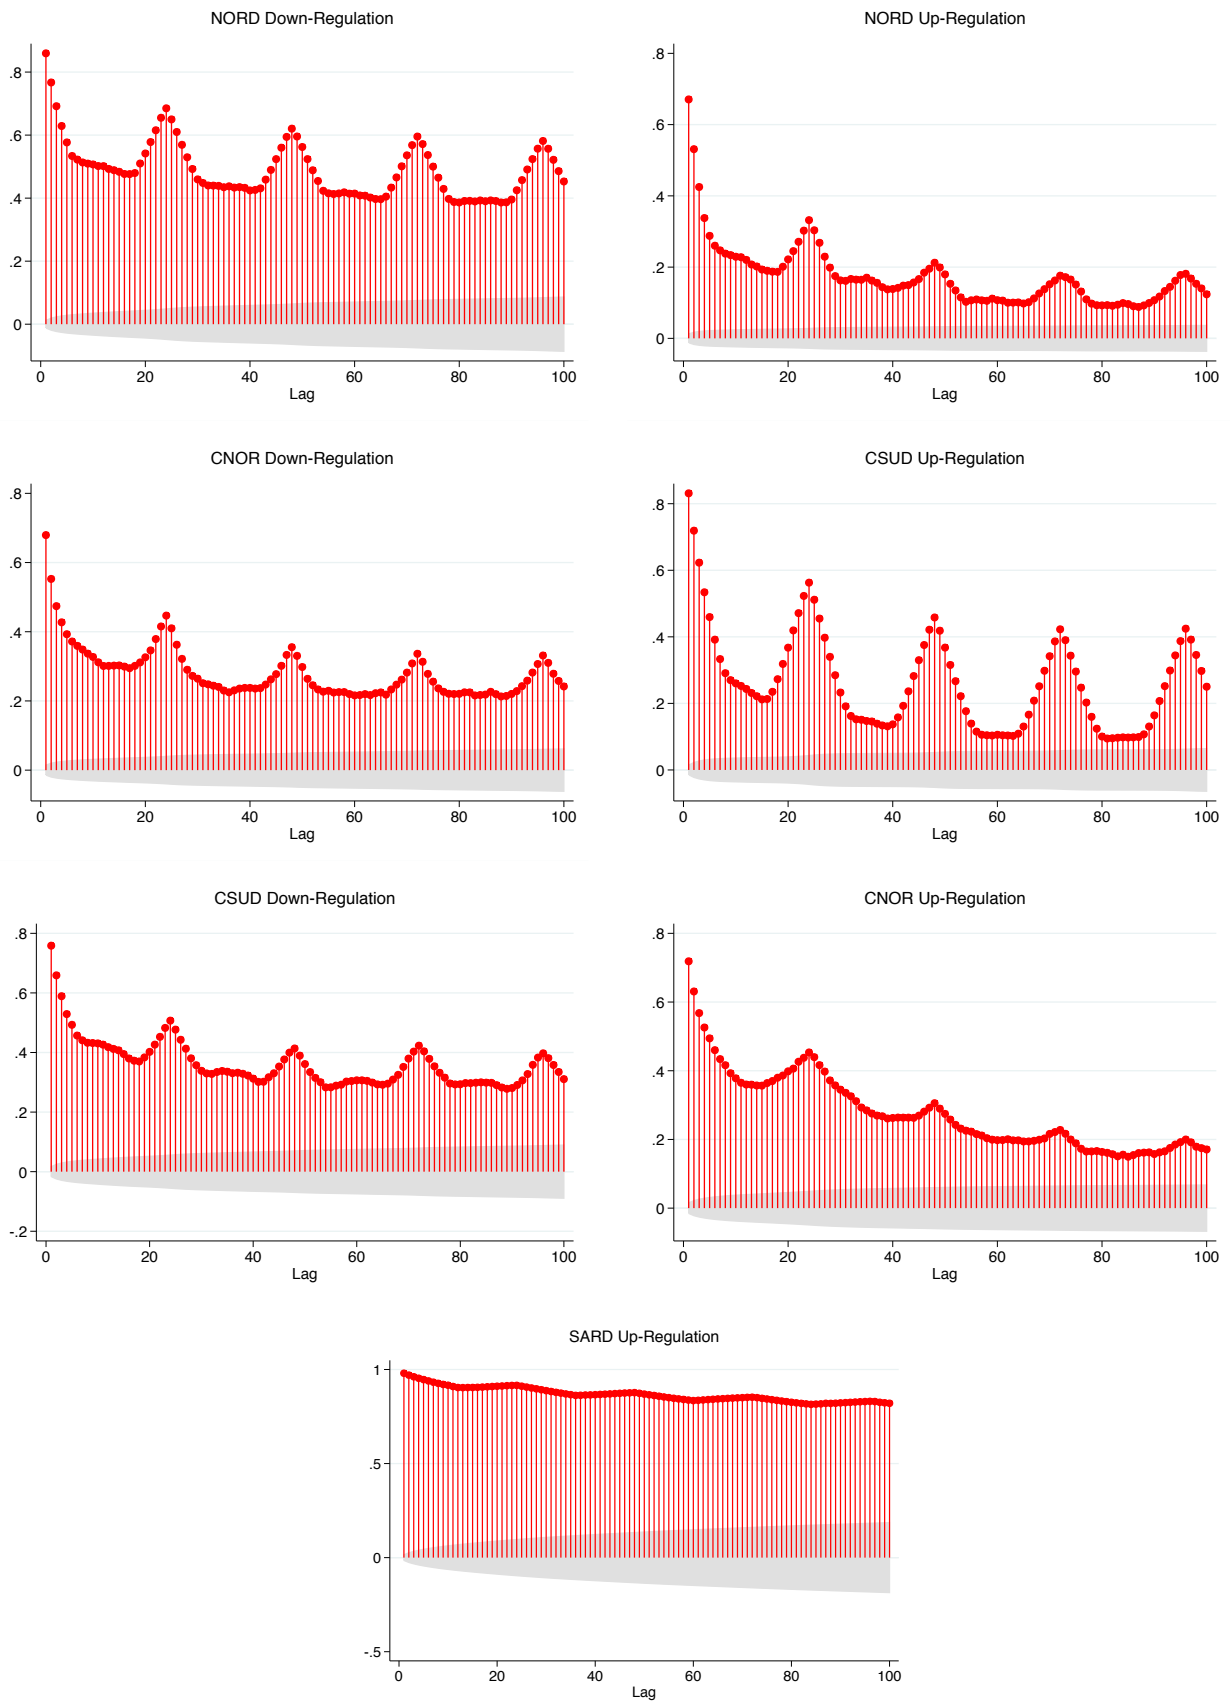 NORD Down-Regulation
.8
.6
.4
.2
0
0 20 40 60 80 100
Lag
NORD Up-Regulation
.8
.6
.4
.2
0
0 20 40 60 80 100
Lag
CNOR Down-Regulation
.8
.6
.4
.2
0
0 20 40 60 80 100
Lag
CSUD Up-Regulation
.8
.6
.4
.2
0
0 20 40 60 80 100
Lag
CSUD Down-Regulation
.8
.6
.4
.2
0
-.2
0 20 40 60 80 100
Lag
CNOR Up-Regulation
.8
.6
.4
.2
0
0 20 40 60 80 100
Lag
SARD Up-Regulation
1
.5
0
-.5
0 20 40 60 80 100
Lag